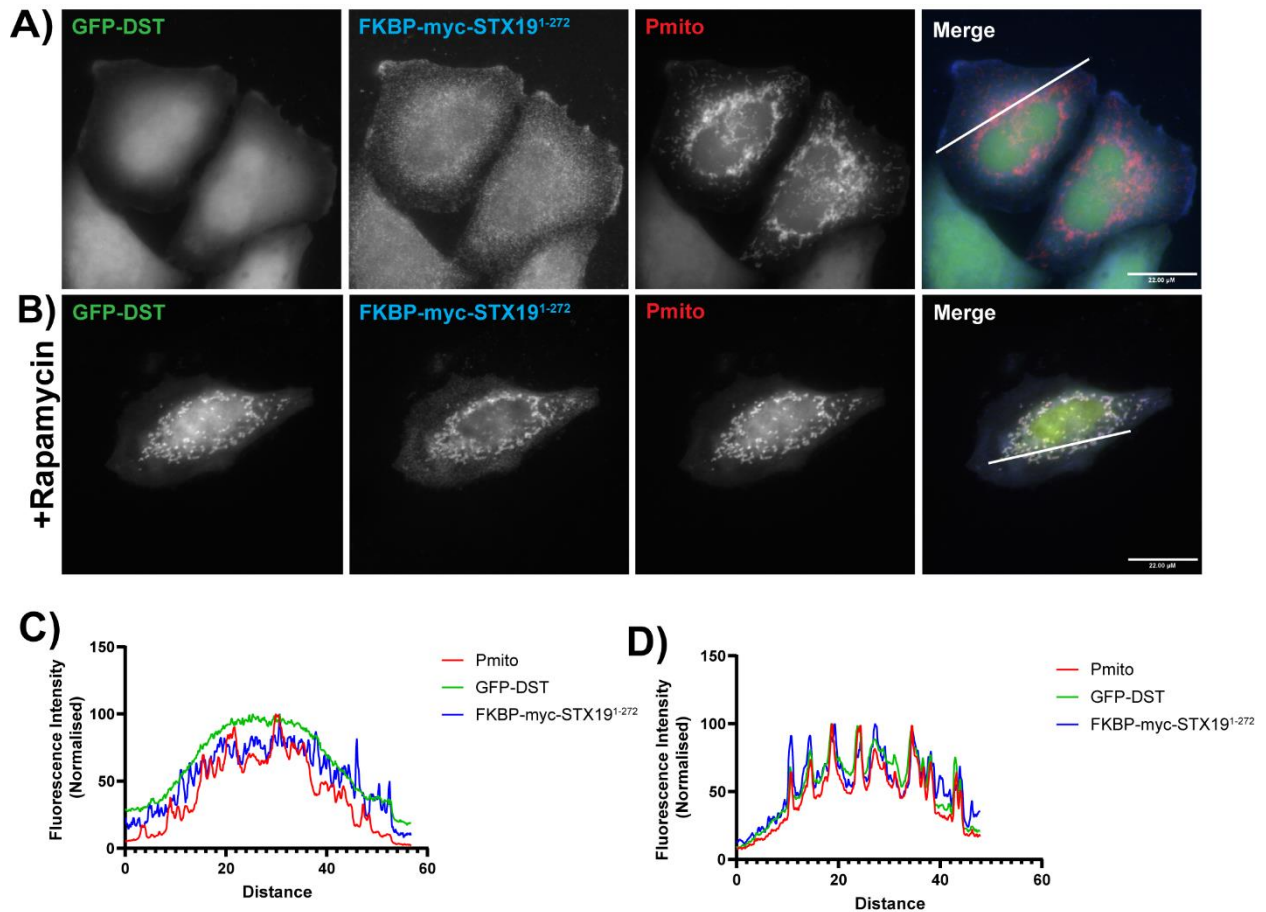 A)
GFP-DST
FKBP-myc-STX19¹⁻²⁷²
Pmito
Merge
22.00 µM
B)
+Rapamycin
GFP-DST
FKBP-myc-STX19¹⁻²⁷²
Pmito
Merge
22.00 µM
C)
Fluorescence Intensity
(Normalised)
150
100
50
0
0
20
40
60
Distance
Pmito
GFP-DST
FKBP-myc-STX19¹⁻²⁷²
D)
Fluorescence Intensity
(Normalised)
150
100
50
0
0
20
40
60
Distance
Pmito
GFP-DST
FKBP-myc-STX19¹⁻²⁷²